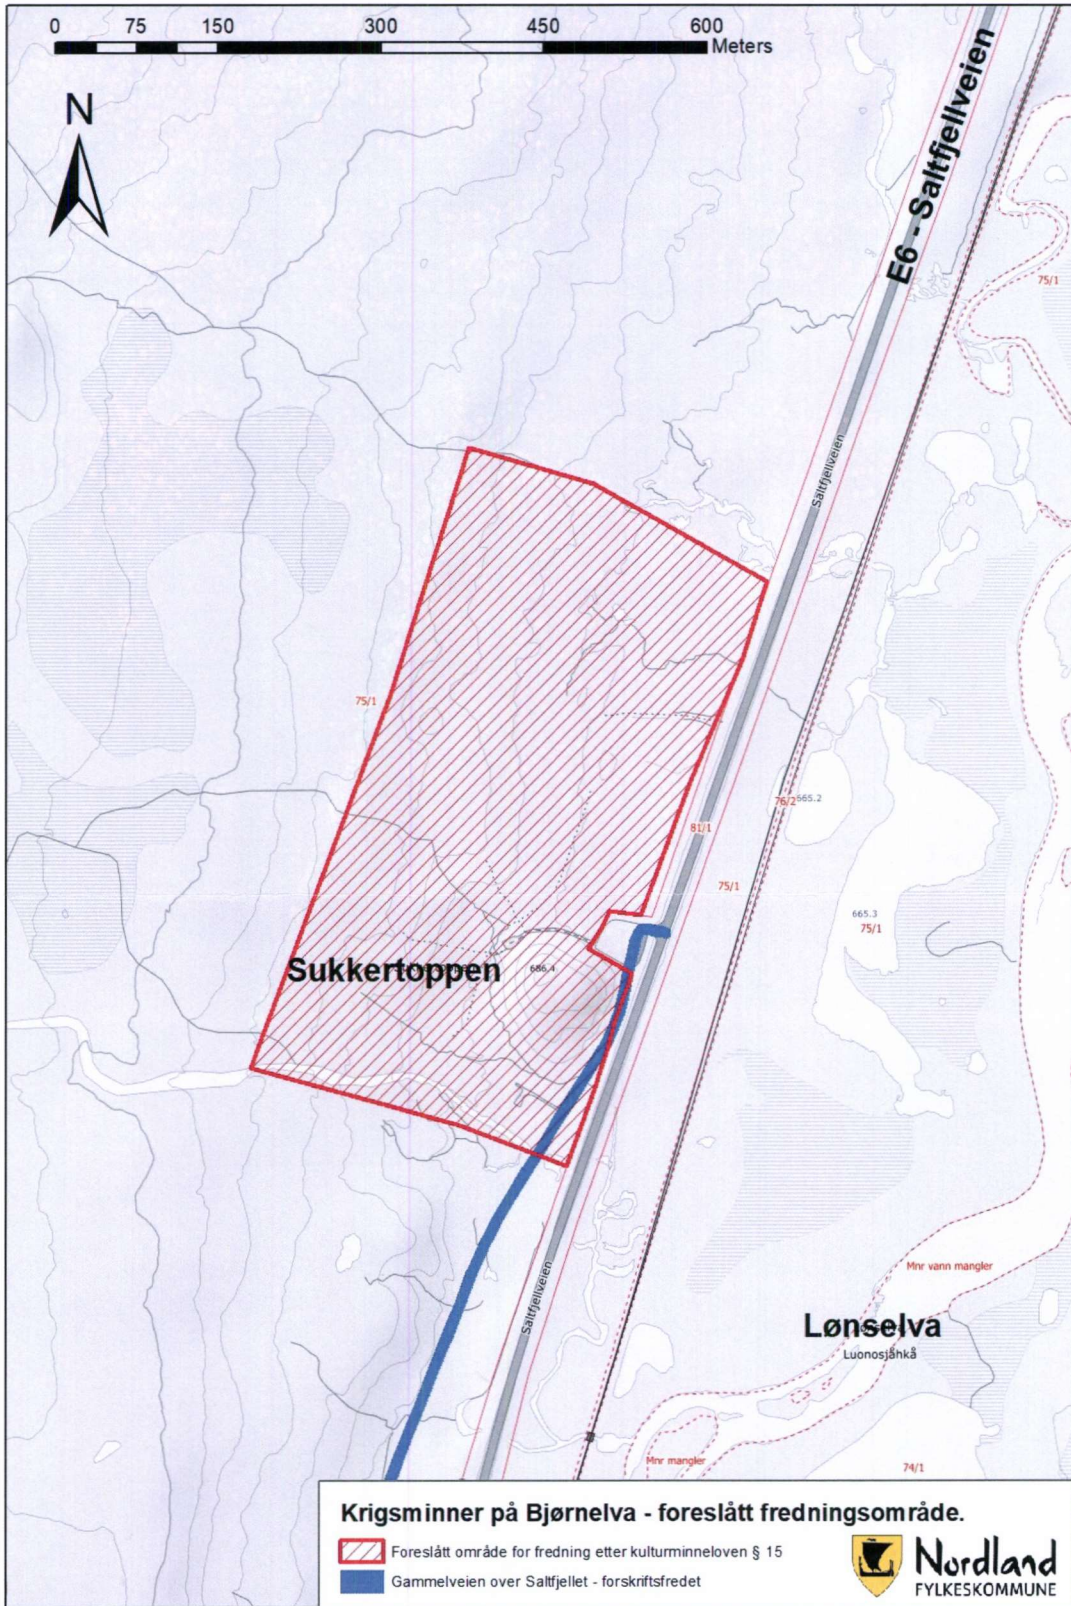 0 75 150 300 450 600
Meters
N
E6 - Saltfjellveien
75/1
Saltfjellveien
75/1
76/2 665.2
81/1
75/1
665.3
75/1
Sukkertoppen 686.4
Mnr vann mangler
Saltfjellveien
Lønselva
Luonosjåhkå
Mnr mangler
74/1
Krigsminner på Bjørnelva - foreslått fredningsområde.
Foreslått område for fredning etter kulturminneloven § 15
Gammelveien over Saltfjellet - forskriftsfredet
Nordland
FYLKESKOMMUNE